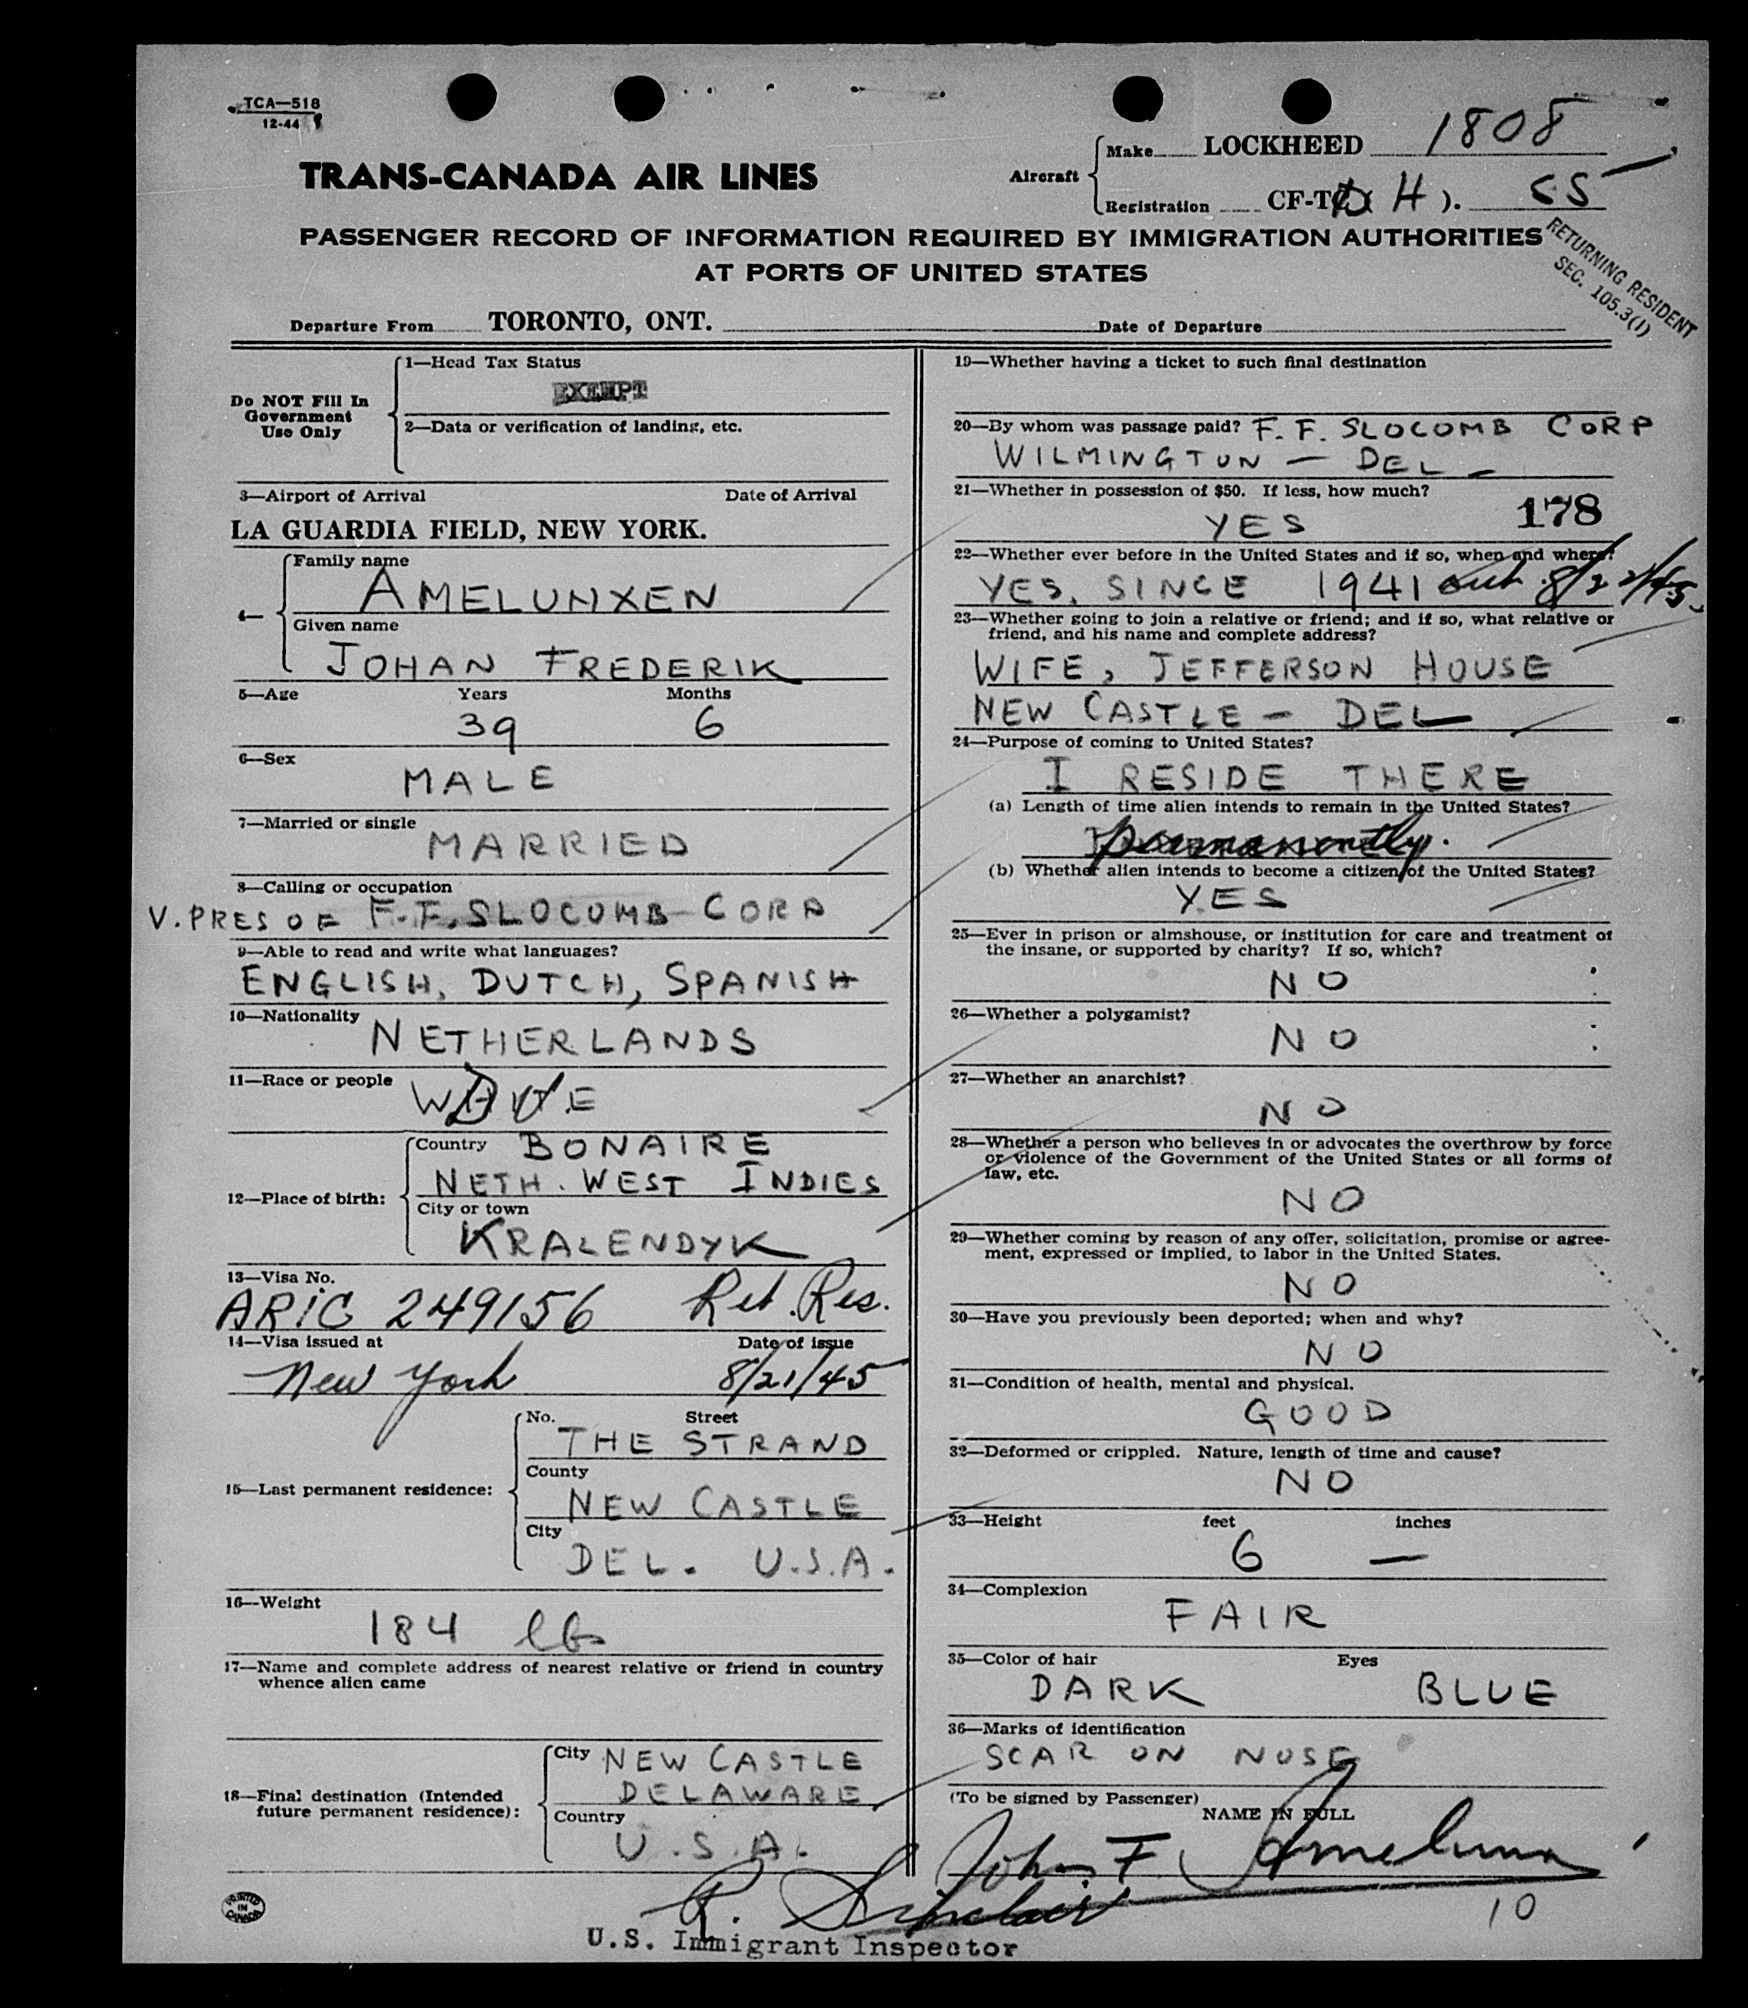 TCA—518
12-44
Aircraft
Make LOCKHEED 1808
TRANS-CANADA AIR LINES
Registration CF-TC H ). CS
PASSENGER RECORD OF INFORMATION REQUIRED BY IMMIGRATION AUTHORITIES
AT PORTS OF UNITED STATES
RETURNING RESIDENT
SEC. 105.3(1)
Departure From TORONTO, ONT. Date of Departure
Do NOT Fill In
Government
Use Only
1—Head Tax Status
EXEMPT
2—Data or verification of landing, etc.
3—Airport of Arrival Date of Arrival
LA GUARDIA FIELD, NEW YORK.
4—
Family name
AMELUNXEN
Given name
JOHAN FREDERIK
5—Age Years Months
39 6
6—Sex
MALE
7—Married or single
MARRIED
8—Calling or occupation
V. PRES OF F.F. SLOCOMB CORP
9—Able to read and write what languages?
ENGLISH, DUTCH, SPANISH
10—Nationality
NETHERLANDS
11—Race or people
12—Place of birth:
Country BONAIRE
NETH. WEST INDIES
City or town
KRALENDYK
13—Visa No.
ARIC 249156 Ret. Res.
14—Visa issued at Date of issue
New York 8/21/45
15—Last permanent residence:
No. Street
THE STRAND
County
NEW CASTLE
City
DEL. U.S.A.
16—Weight
184 lbs
17—Name and complete address of nearest relative or friend in country
whence alien came
18—Final destination (Intended
future permanent residence):
City NEW CASTLE
DELAWARE
Country
U.S.A.
19—Whether having a ticket to such final destination
20—By whom was passage paid? F. F. SLOCOMB CORP
WILMINGTON — DEL —
21—Whether in possession of $50. If less, how much?
YES 178
22—Whether ever before in the United States and if so, when and where?
YES. SINCE 1941 out 8/22/45.
23—Whether going to join a relative or friend; and if so, what relative or
friend, and his name and complete address?
WIFE, JEFFERSON HOUSE
NEW CASTLE — DEL
24—Purpose of coming to United States?
I RESIDE THERE
(a) Length of time alien intends to remain in the United States?
permanently.
(b) Whether alien intends to become a citizen of the United States?
YES
25—Ever in prison or almshouse, or institution for care and treatment of
the insane, or supported by charity? If so, which?
NO
26—Whether a polygamist?
NO
27—Whether an anarchist?
NO
28—Whether a person who believes in or advocates the overthrow by force
or violence of the Government of the United States or all forms of
law, etc.
NO
29—Whether coming by reason of any offer, solicitation, promise or agree-
ment, expressed or implied, to labor in the United States.
NO
30—Have you previously been deported; when and why?
NO
31—Condition of health, mental and physical.
GOOD
32—Deformed or crippled. Nature, length of time and cause?
NO
33—Height feet inches
6 —
34—Complexion
FAIR
35—Color of hair Eyes
DARK BLUE
36—Marks of identification
SCAR ON NOSE
(To be signed by Passenger)
NAME IN FULL
Johan F. Amelunxen
10
R. Sinclair
U.S. Immigrant Inspector
PRINTED
IN
CANADA